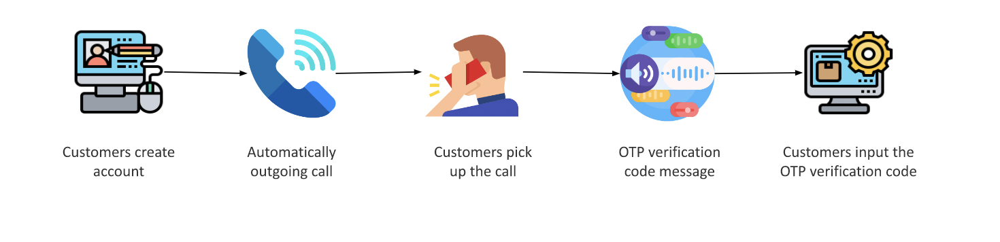 Customers create
account
Automatically
outgoing call
Customers pick
up the call
OTP verification
code message
Customers input the
OTP verification code